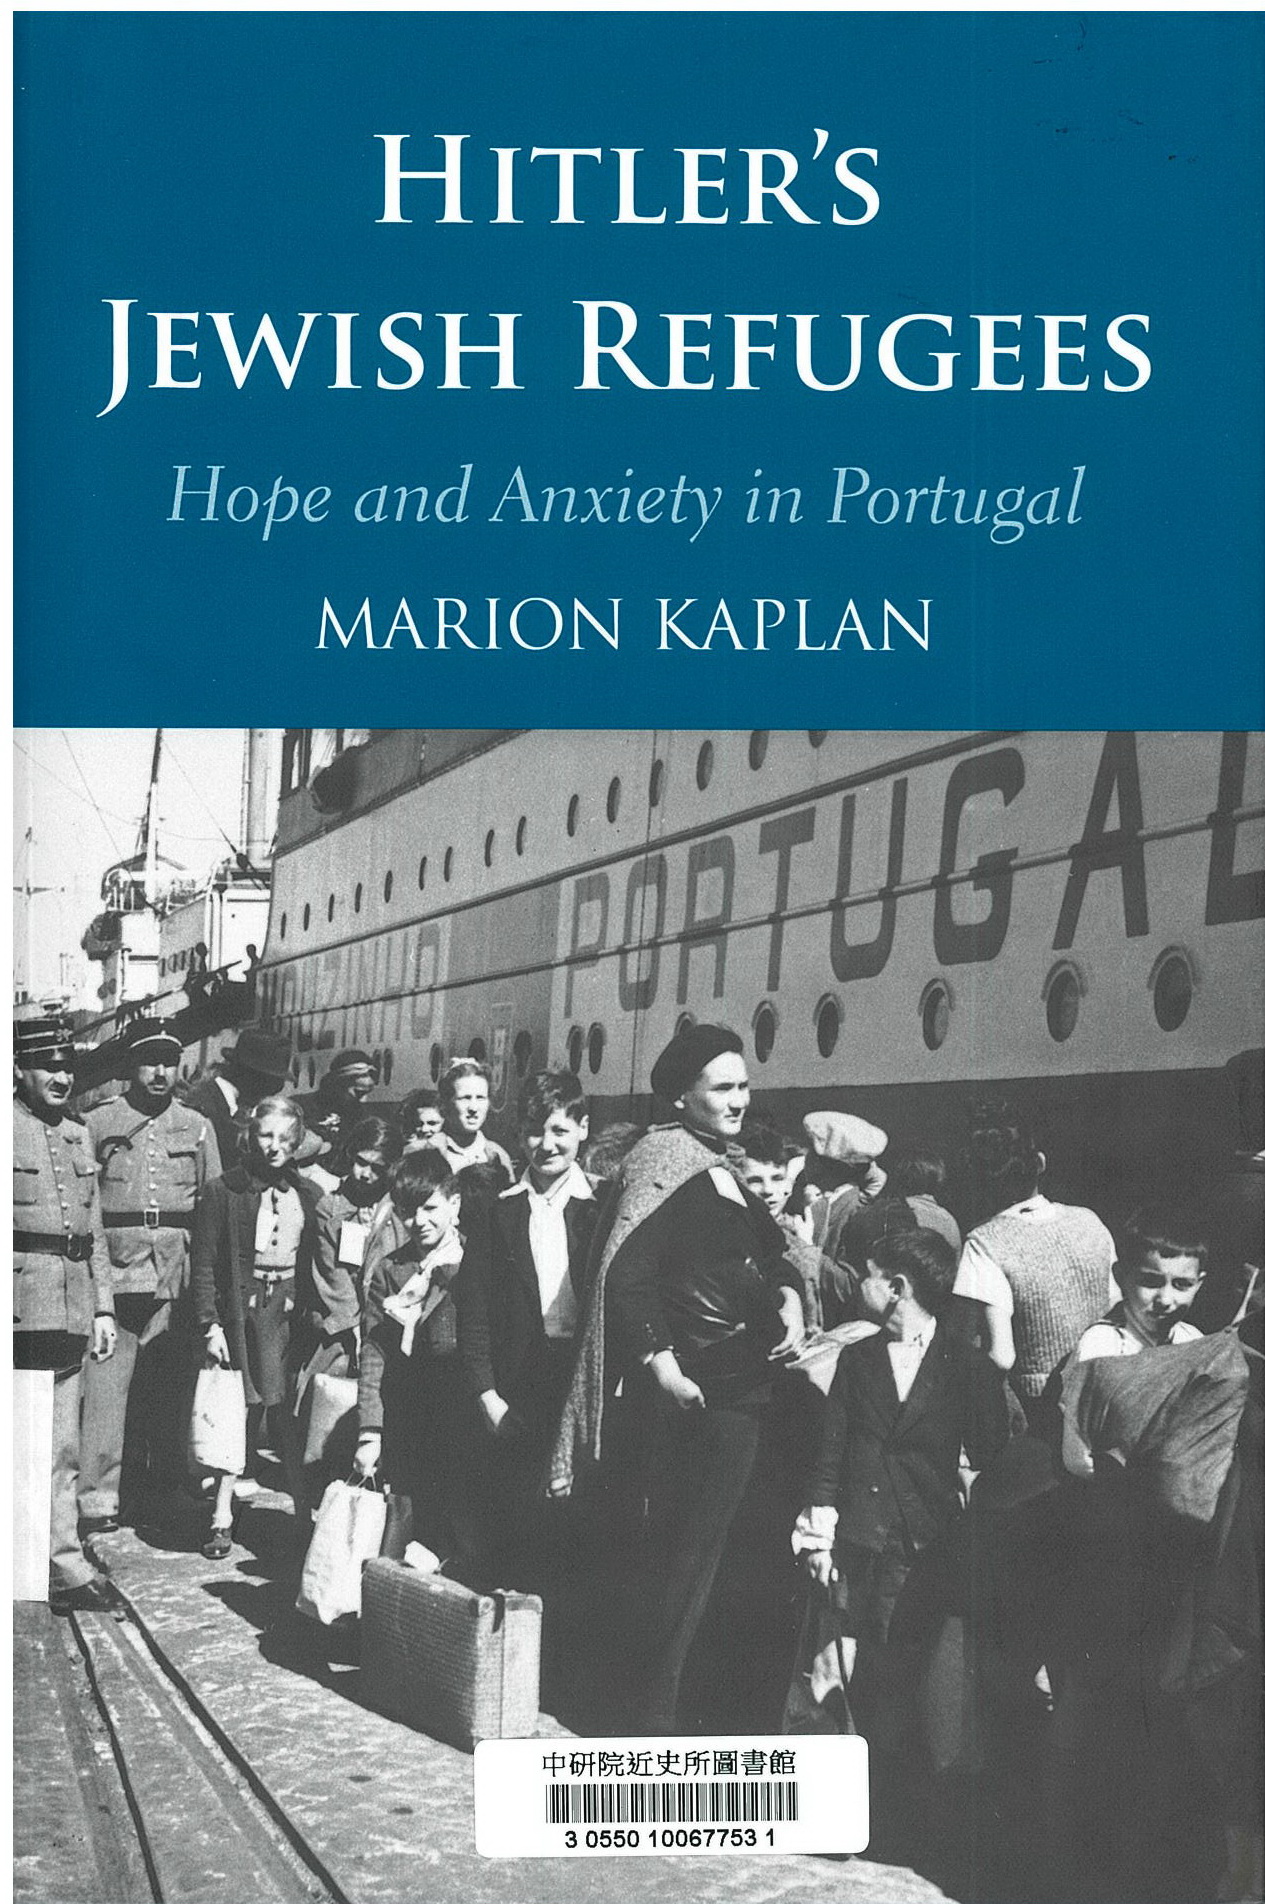 HITLER'S
JEWISH REFUGEES
Hope and Anxiety in Portugal
MARION KAPLAN
PORTUGAL
中研院近史所圖書館
3 0550 10067753 1